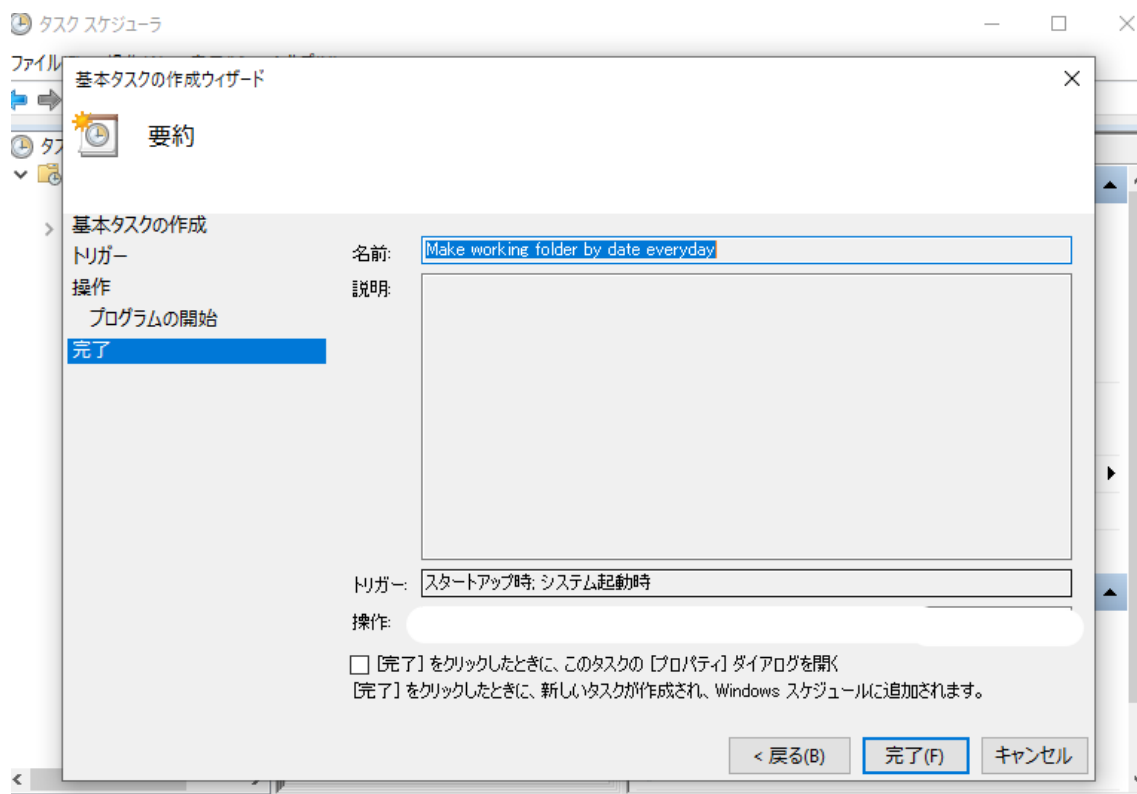 タスク スケジューラ
基本タスクの作成ウィザード
要約
基本タスクの作成
トリガー
操作
プログラムの開始
完了
名前: Make working folder by date everyday
説明:
トリガー: スタートアップ時; システム起動時
操作:
[完了] をクリックしたときに、このタスクの [プロパティ] ダイアログを開く
[完了] をクリックしたときに、新しいタスクが作成され、Windows スケジュールに追加されます。
< 戻る(B) 完了(F) キャンセル